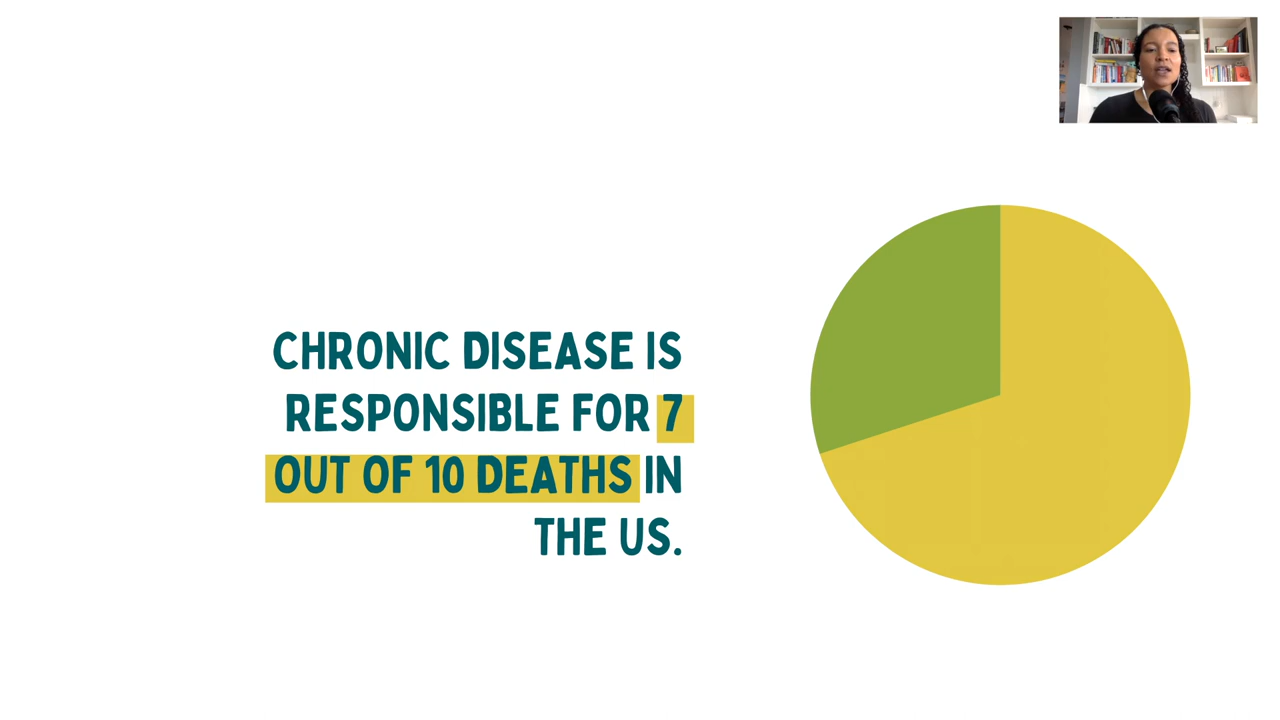 CHRONIC DISEASE IS
RESPONSIBLE FOR 7
OUT OF 10 DEATHS IN
THE US.